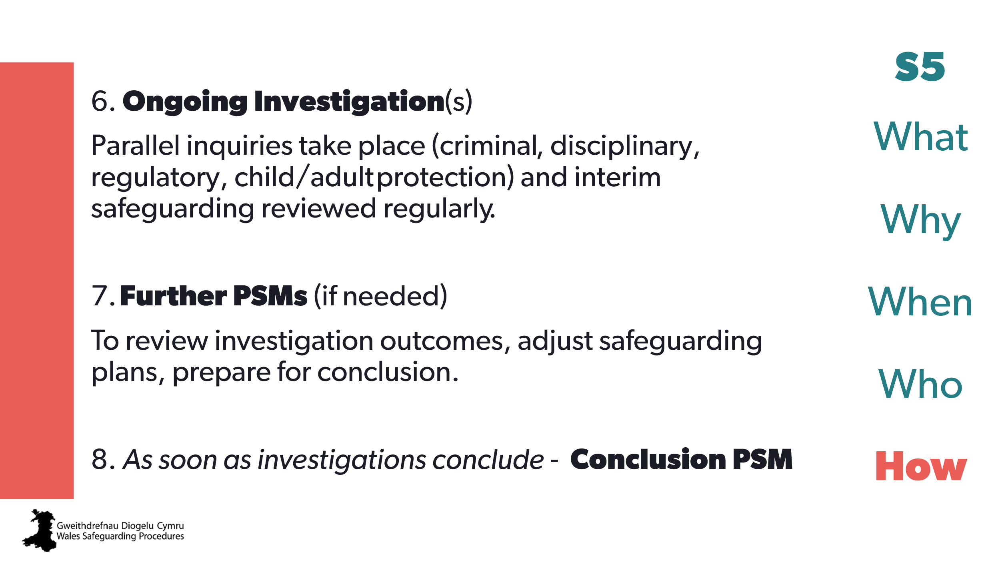 6. Ongoing Investigation(s)
Parallel inquiries take place (criminal, disciplinary,
regulatory, child/adult protection) and interim
safeguarding reviewed regularly.
7. Further PSMs (if needed)
To review investigation outcomes, adjust safeguarding
plans, prepare for conclusion.
8. As soon as investigations conclude - Conclusion PSM
S5
What
Why
When
Who
How
Gweithdrefnau Diogelu Cymru
Wales Safeguarding Procedures